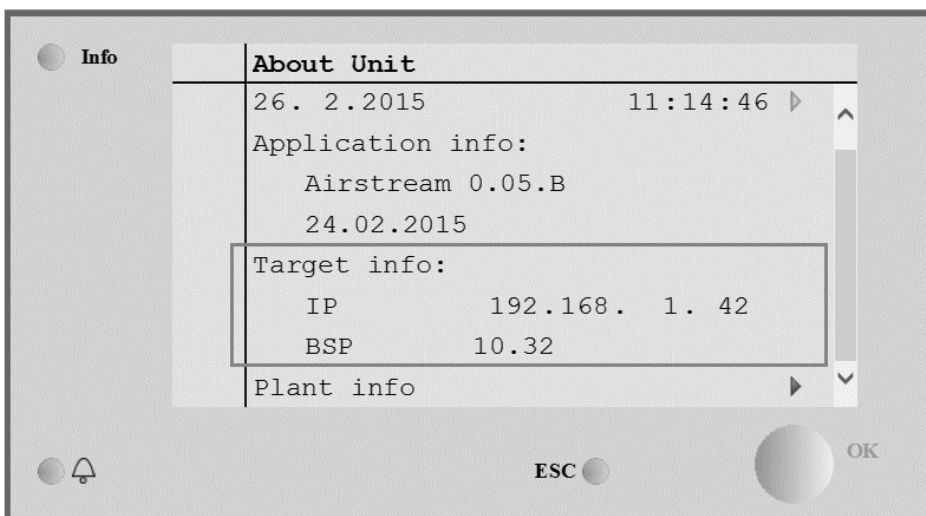 Info
About Unit
26. 2.2015 11:14:46
Application info:
Airstream 0.05.B
24.02.2015
Target info:
IP 192.168. 1. 42
BSP 10.32
Plant info
ESC
OK